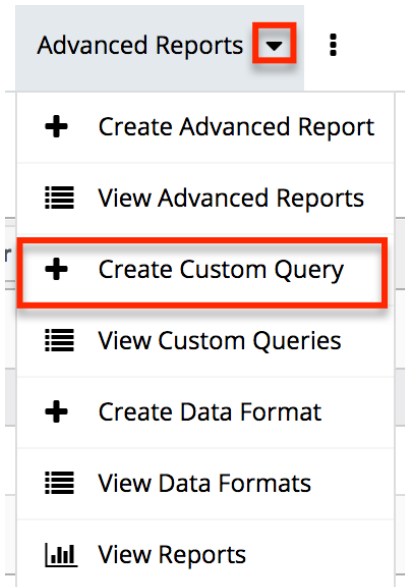 Advanced Reports
Create Advanced Report
View Advanced Reports
r
Create Custom Query
View Custom Queries
Create Data Format
View Data Formats
View Reports